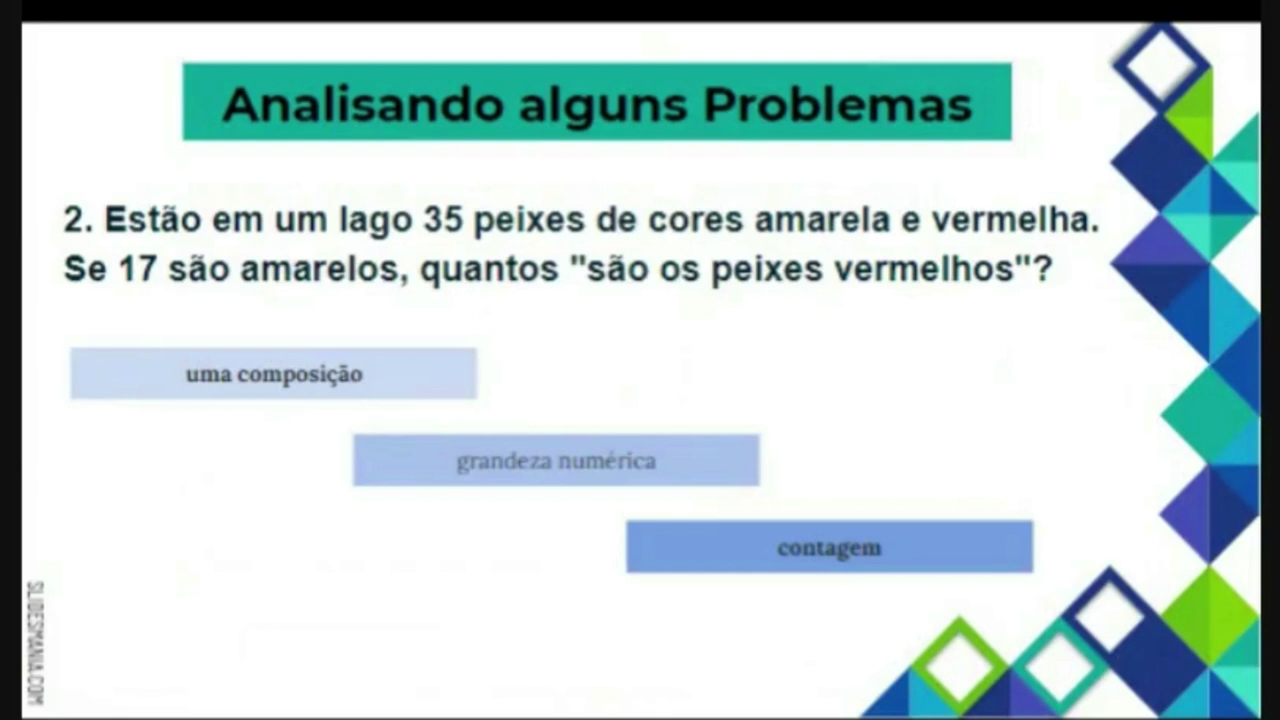 Analisando alguns Problemas
2. Estão em um lago 35 peixes de cores amarela e vermelha.
Se 17 são amarelos, quantos "são os peixes vermelhos"?
uma composição
grandeza numérica
contagem
SLIDESMANIA.COM